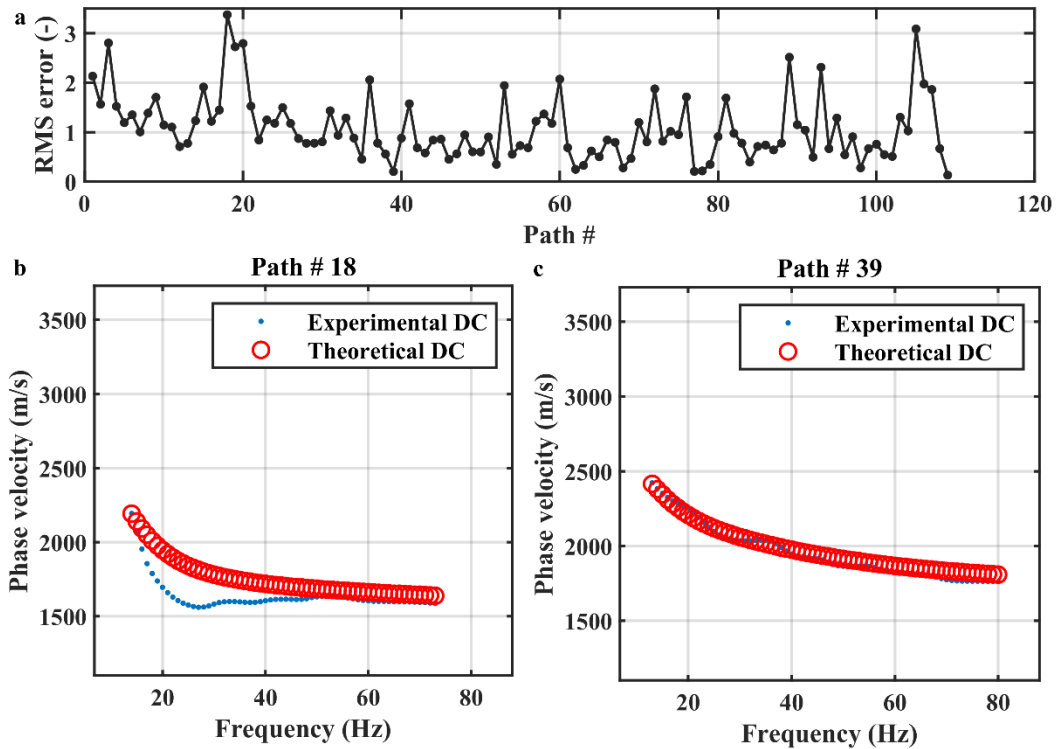 a
RMS error (-)
3
2
1
0
0 20 40 60 80 100 120
Path #
b
Path # 18
Experimental DC
Theoretical DC
Phase velocity (m/s)
3500
3000
2500
2000
1500
20 40 60 80
Frequency (Hz)
c
Path # 39
Experimental DC
Theoretical DC
Phase velocity (m/s)
3500
3000
2500
2000
1500
20 40 60 80
Frequency (Hz)